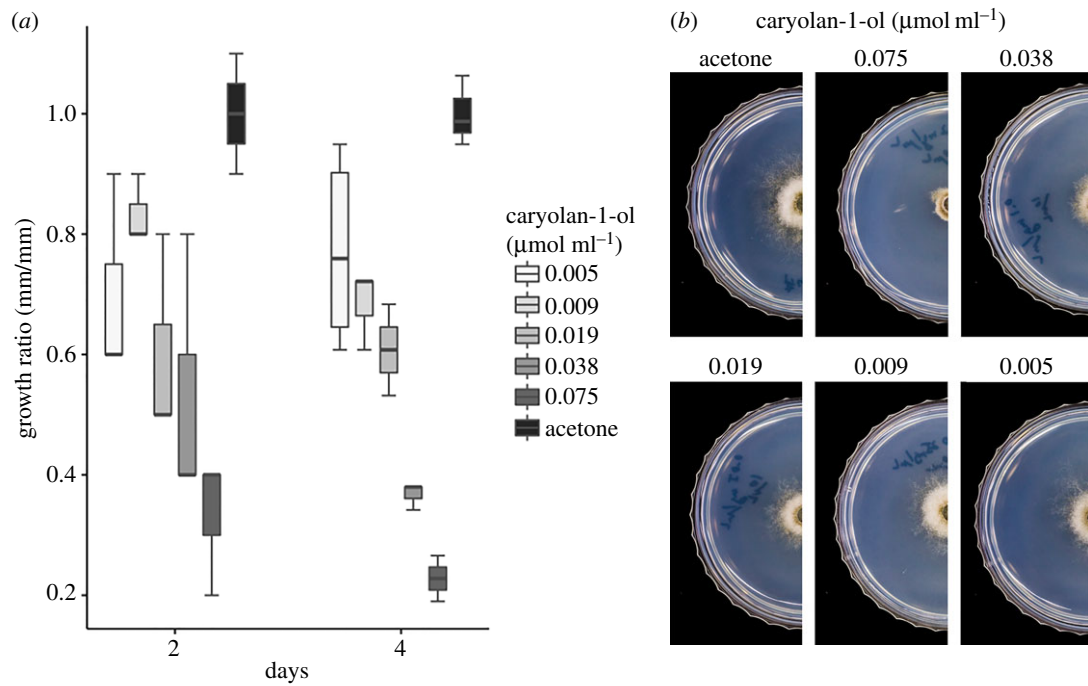 (a)
growth ratio (mm/mm)
1.0
0.8
0.6
0.4
0.2
2
4
days
caryolan-1-ol
(µmol ml⁻¹)
0.005
0.009
0.019
0.038
0.075
acetone
(b)
caryolan-1-ol (µmol ml⁻¹)
acetone 0.075 0.038
0.019 0.009 0.005